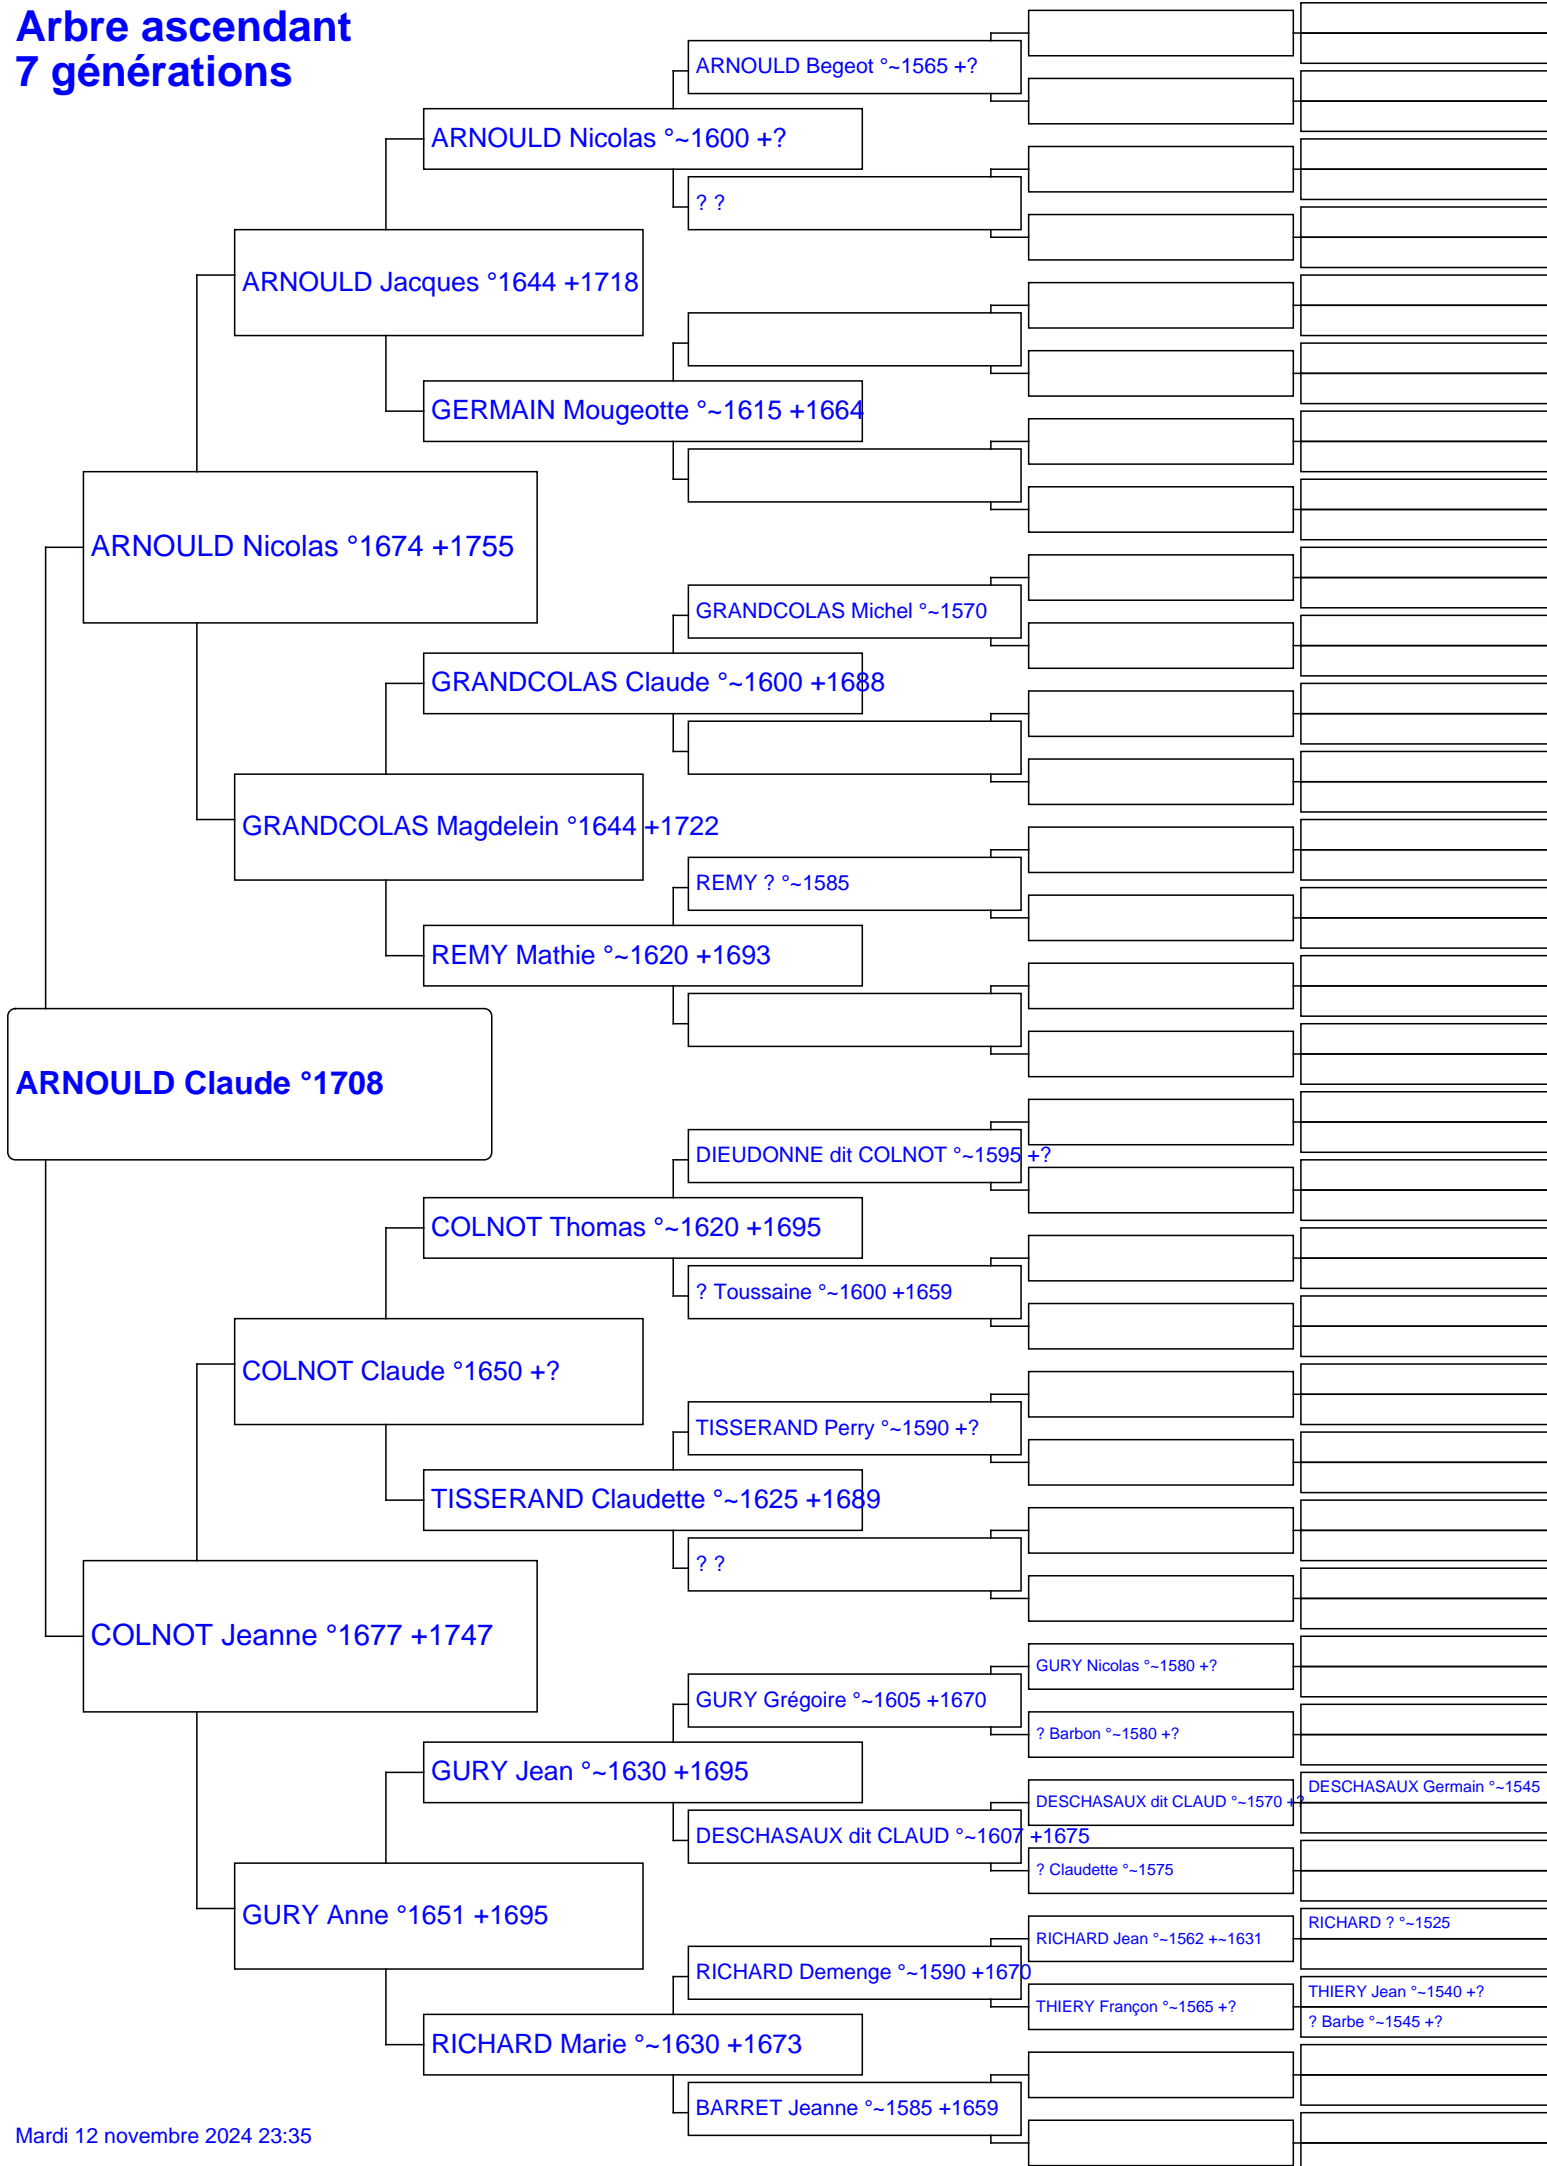 Arbre ascendant
7 générations
ARNOULD Begeot °~1565 +?
ARNOULD Nicolas °~1600 +?
? ?
ARNOULD Jacques °1644 +1718
GERMAIN Mougeotte °~1615 +1664
ARNOULD Nicolas °1674 +1755
GRANDCOLAS Michel °~1570
GRANDCOLAS Claude °~1600 +1688
GRANDCOLAS Magdelein °1644 +1722
REMY ? °~1585
REMY Mathie °~1620 +1693
ARNOULD Claude °1708
DIEUDONNE dit COLNOT °~1595 +?
COLNOT Thomas °~1620 +1695
? Toussaine °~1600 +1659
COLNOT Claude °1650 +?
TISSERAND Perry °~1590 +?
TISSERAND Claudette °~1625 +1689
? ?
COLNOT Jeanne °1677 +1747
GURY Nicolas °~1580 +?
GURY Grégoire °~1605 +1670
? Barbon °~1580 +?
GURY Jean °~1630 +1695
DESCHASAUX Germain °~1545
DESCHASAUX dit CLAUD °~1570 +?
DESCHASAUX dit CLAUD °~1607 +1675
? Claudette °~1575
GURY Anne °1651 +1695
RICHARD ? °~1525
RICHARD Jean °~1562 +~1631
RICHARD Demenge °~1590 +1670
THIERY Jean °~1540 +?
THIERY Françon °~1565 +?
? Barbe °~1545 +?
RICHARD Marie °~1630 +1673
BARRET Jeanne °~1585 +1659
Mardi 12 novembre 2024 23:35